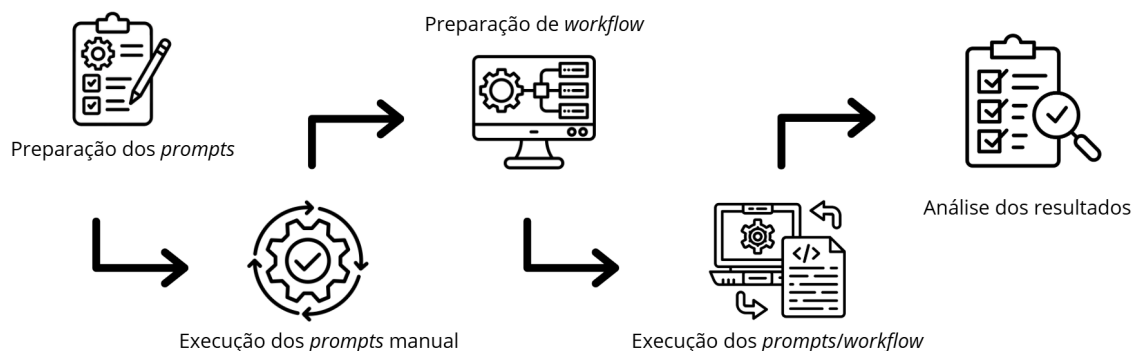 Preparação dos prompts
Execução dos prompts manual
Preparação de workflow
Execução dos prompts/workflow
Análise dos resultados